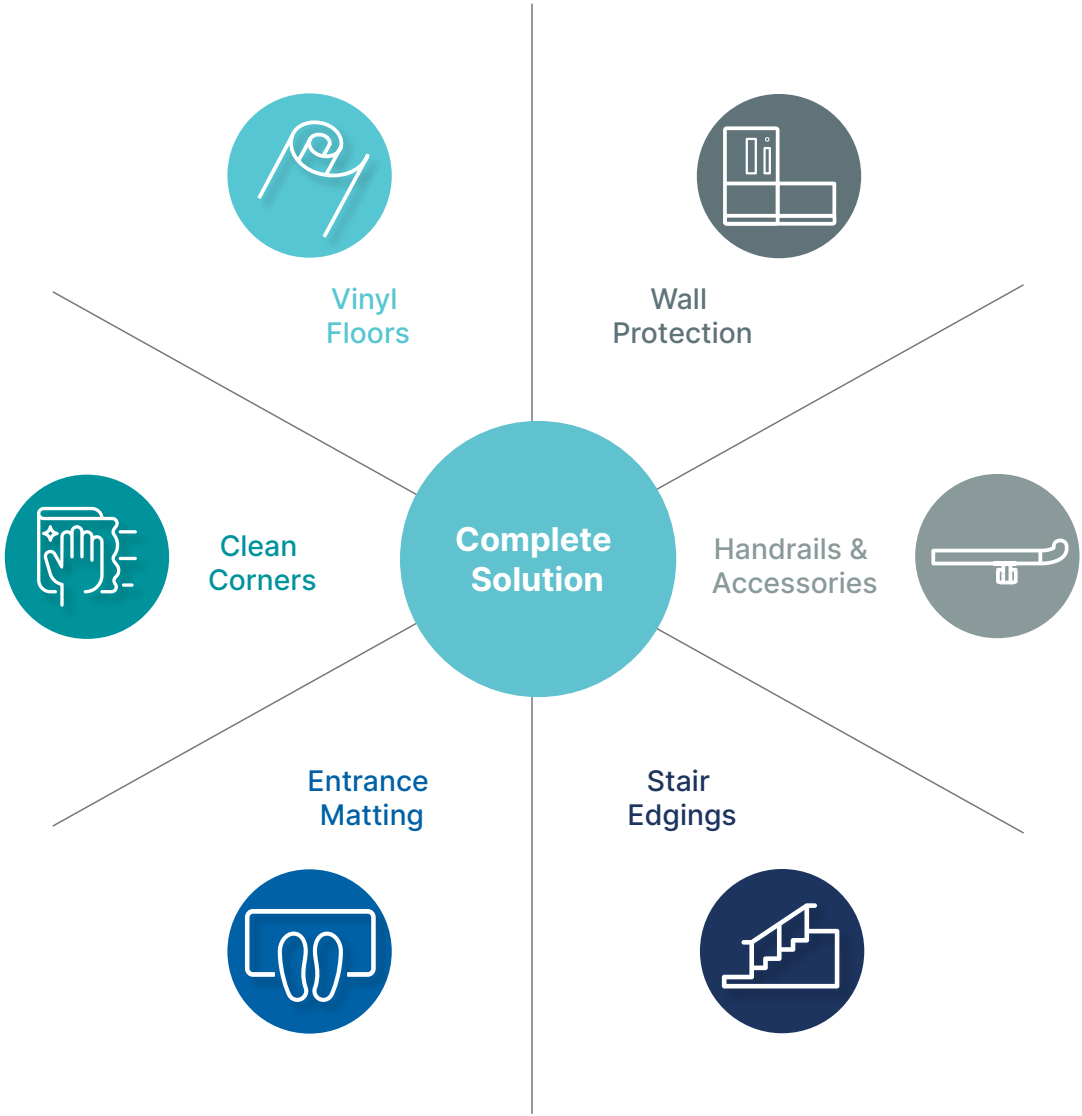 Vinyl
Floors
Wall
Protection
Clean
Corners
Complete
Solution
Handrails &
Accessories
Entrance
Matting
Stair
Edgings